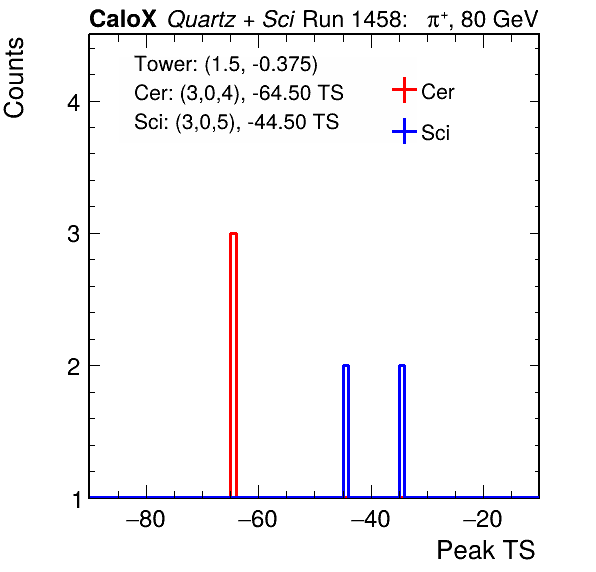 CaloX Quartz + Sci Run 1458: π⁺, 80 GeV
Counts
Tower: (1.5, -0.375)
Cer: (3,0,4), -64.50 TS
Sci: (3,0,5), -44.50 TS
Cer
Sci
4
3
2
1
−80 −60 −40 −20
Peak TS